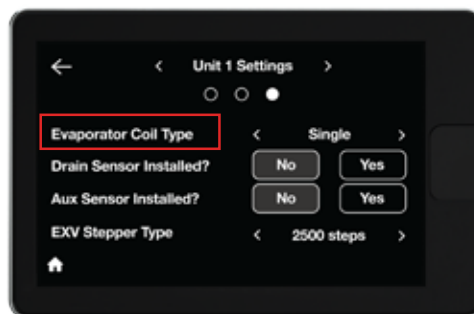 Unit 1 Settings
Evaporator Coil Type Single
Drain Sensor Installed? No Yes
Aux Sensor Installed? No Yes
EXV Stepper Type 2500 steps